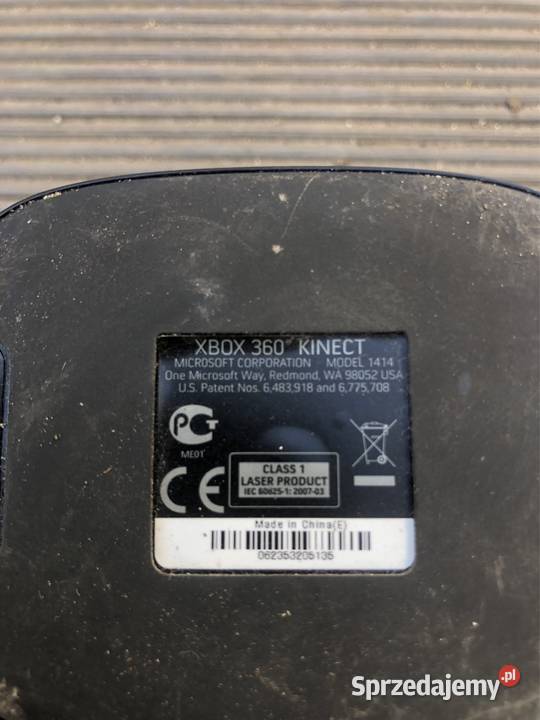 XBOX 360 KINECT
MICROSOFT CORPORATION MODEL 1414
One Microsoft Way, Redmond, WA 98052 USA
U.S. Patent Nos. 6,483,918 and 6,775,708
ME01
CLASS 1
LASER PRODUCT
IEC 60825-1: 2007-03
CE
Made in China(E)
062353205135
Sprzedajemy.pl